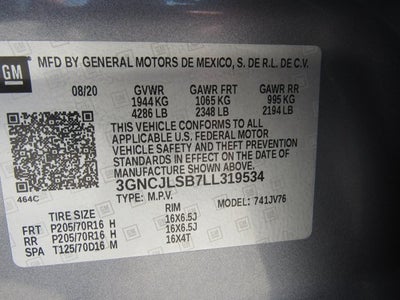 GM
MFD BY GENERAL MOTORS DE MEXICO, S. DE R.L. DE C.V.
08/20 GVWR GAWR FRT GAWR RR
1944 KG 1065 KG 995 KG
4286 LB 2348 LB 2194 LB
THIS VEHICLE CONFORMS TO ALL
APPLICABLE U.S. FEDERAL MOTOR
VEHICLE SAFETY AND THEFT
PREVENTION STANDARDS IN EFFECT ON
THE DATE OF MANUFACTURE SHOWN ABOVE.
3GNCJLSB7LL319534
464C TYPE: M.P.V. MODEL: 741JV76
TIRE SIZE RIM
FRT P205/70R16 H 16X6.5J
RR P205/70R16 H 16X6.5J
SPA T125/70D16 M 16X4T